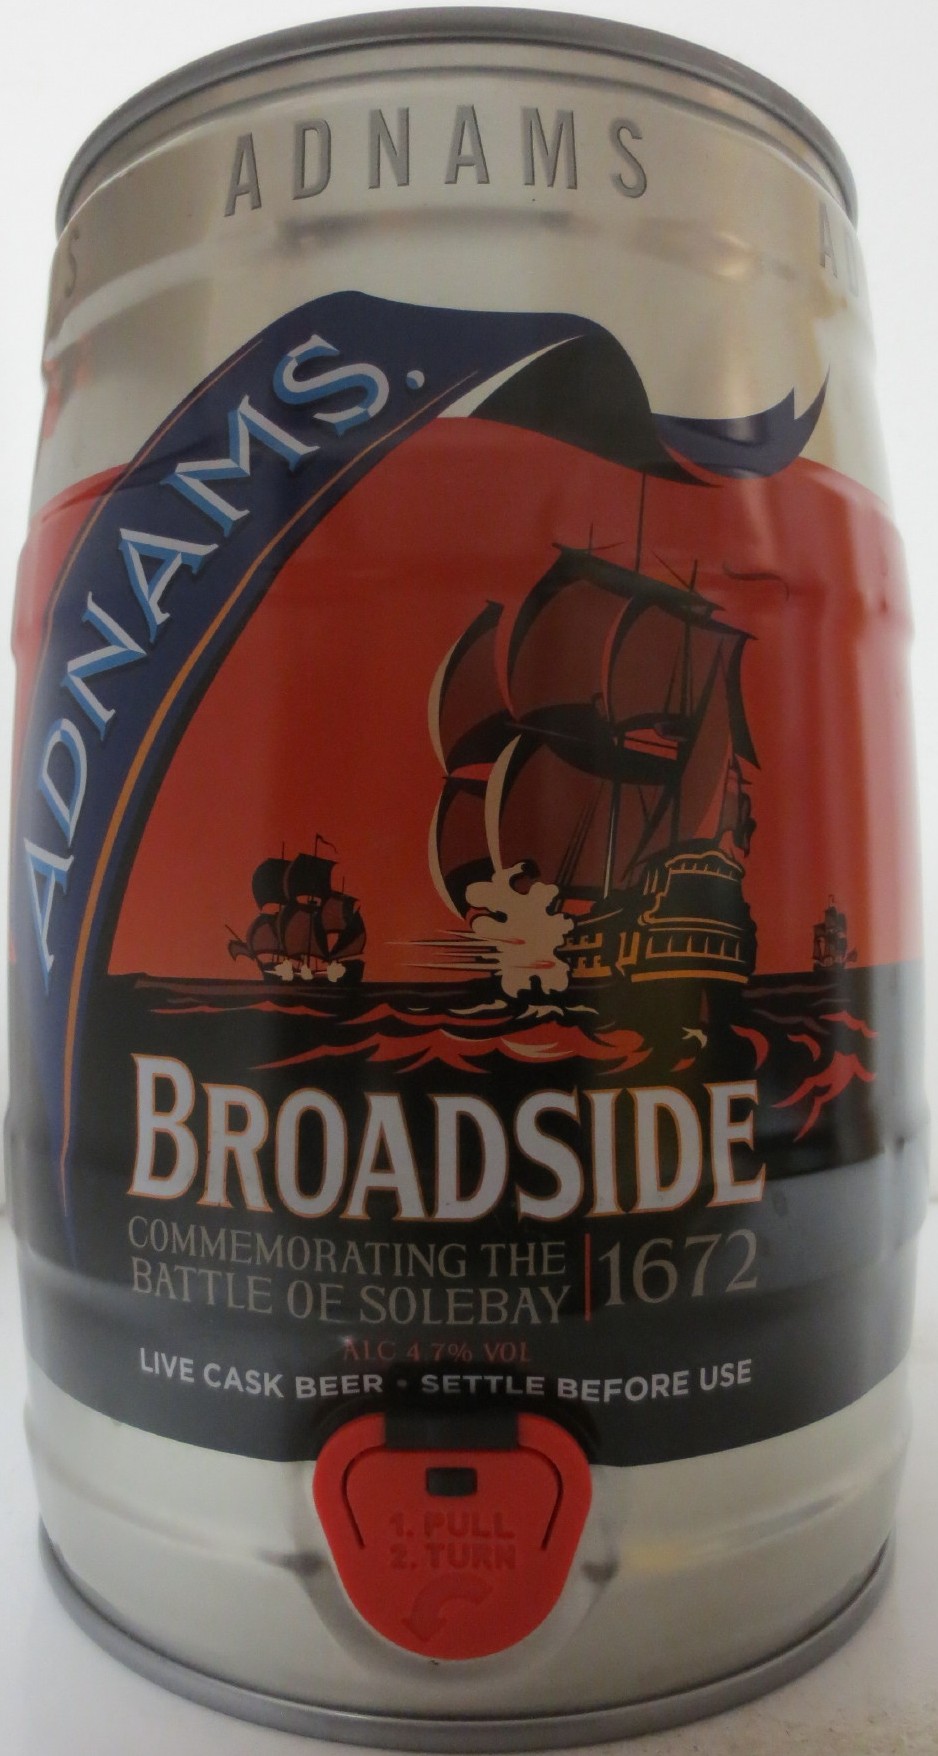 ADNAMS
S
AD
ADNAMS.
BROADSIDE
COMMEMORATING THE
BATTLE OF SOLEBAY
1672
ALC 4.7% VOL
LIVE CASK BEER • SETTLE BEFORE USE
1. PULL
2. TURN